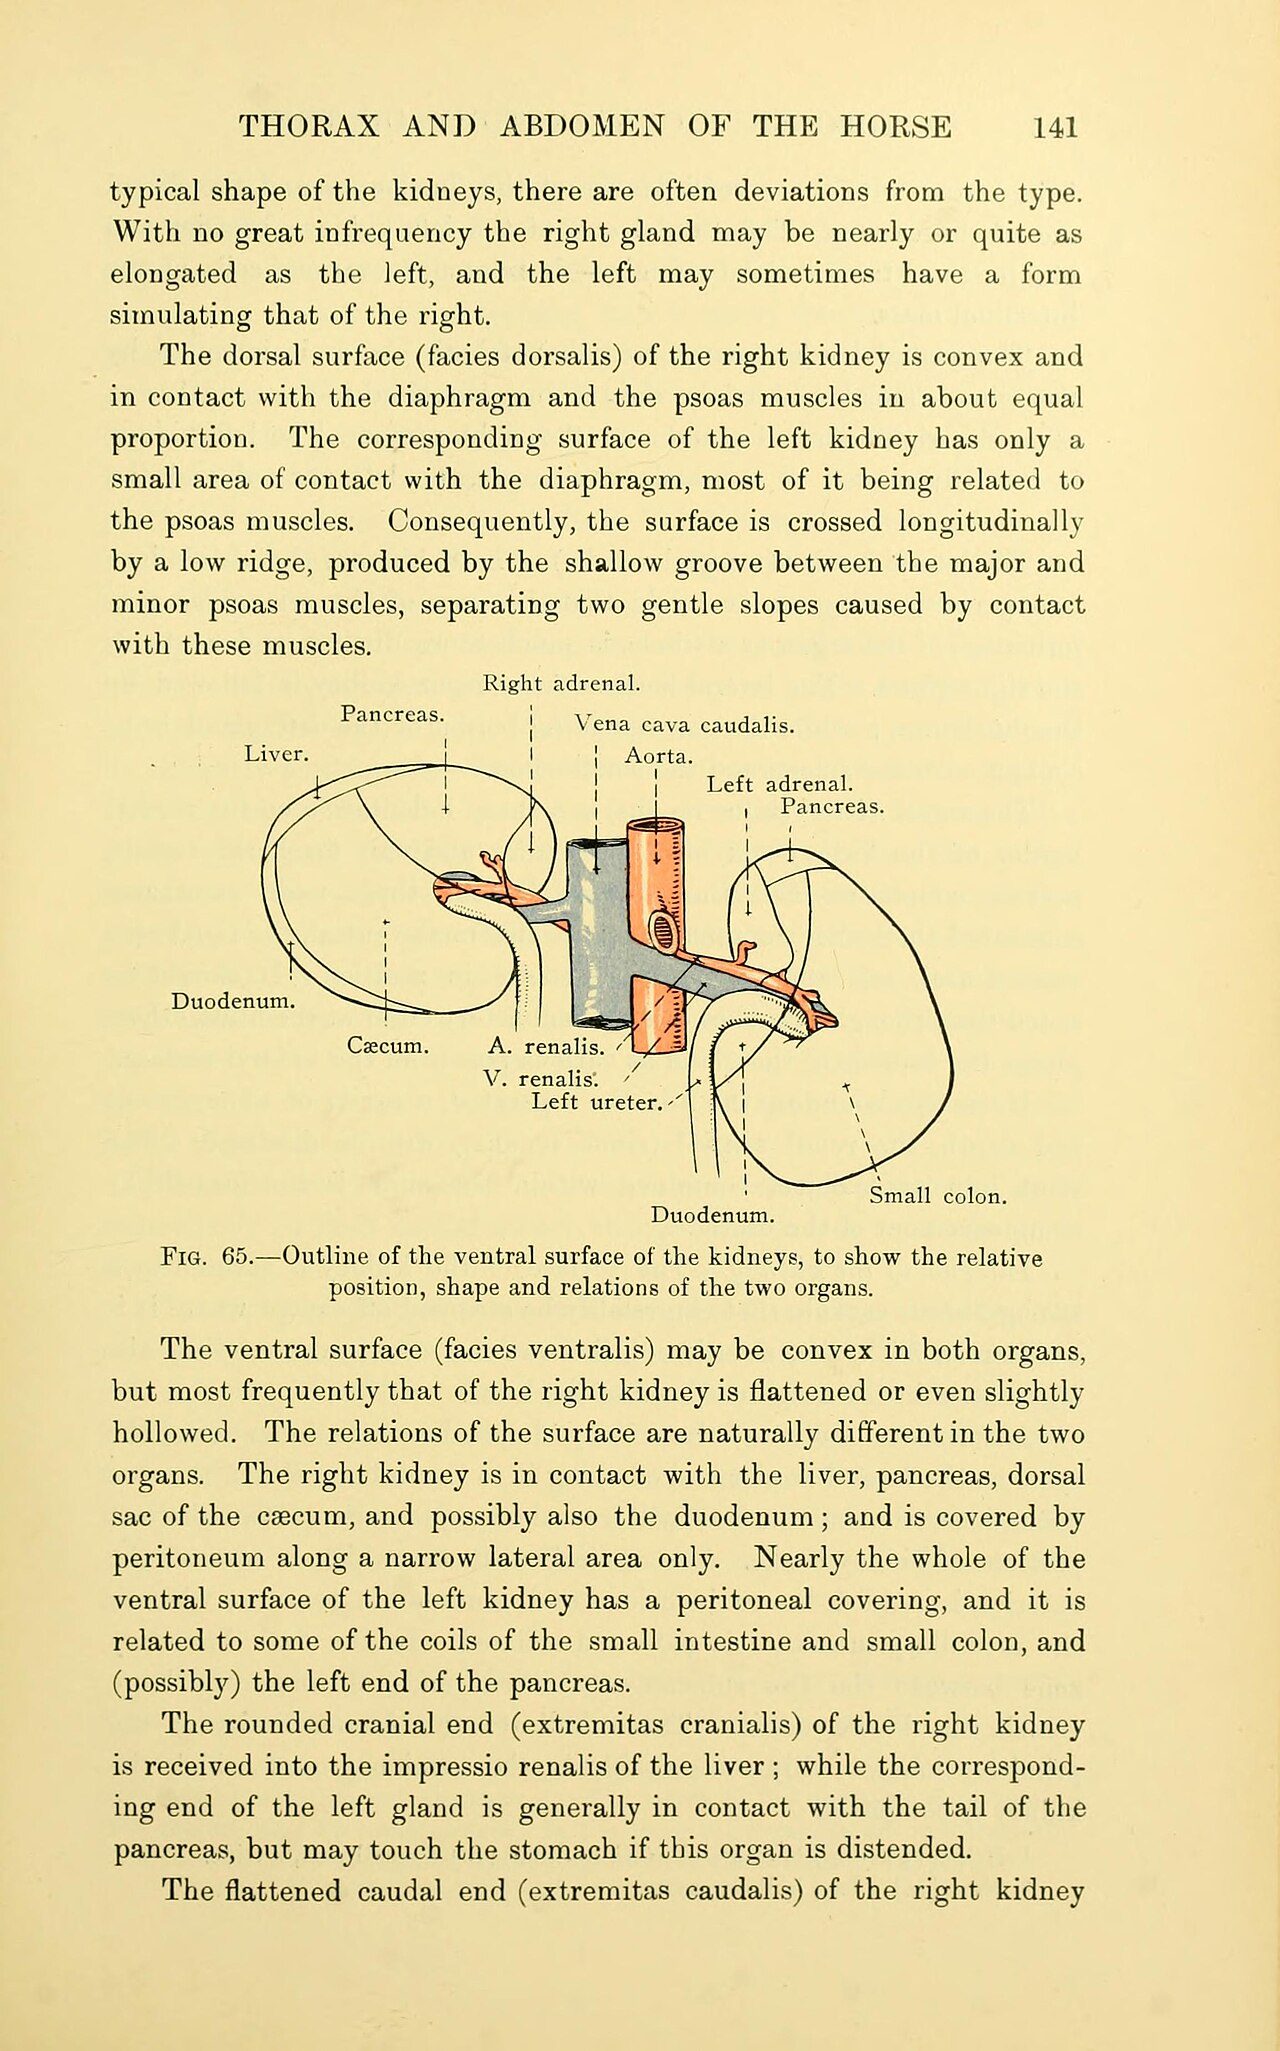 THORAX AND ABDOMEN OF THE HORSE 141
typical shape of the kidneys, there are often deviations from the type.
With no great infrequency the right gland may be nearly or quite as
elongated as the left, and the left may sometimes have a form
simulating that of the right.
The dorsal surface (facies dorsalis) of the right kidney is convex and
in contact with the diaphragm and the psoas muscles in about equal
proportion. The corresponding surface of the left kidney has only a
small area of contact with the diaphragm, most of it being related to
the psoas muscles. Consequently, the surface is crossed longitudinally
by a low ridge, produced by the shallow groove between the major and
minor psoas muscles, separating two gentle slopes caused by contact
with these muscles.
Right adrenal.
Pancreas.
Vena cava caudalis.
Liver.
Aorta.
Left adrenal.
Pancreas.
Duodenum.
Cæcum.
A. renalis.
V. renalis.
Left ureter.
Small colon.
Duodenum.
FIG. 65.—Outline of the ventral surface of the kidneys, to show the relative
position, shape and relations of the two organs.
The ventral surface (facies ventralis) may be convex in both organs,
but most frequently that of the right kidney is flattened or even slightly
hollowed. The relations of the surface are naturally different in the two
organs. The right kidney is in contact with the liver, pancreas, dorsal
sac of the cæcum, and possibly also the duodenum ; and is covered by
peritoneum along a narrow lateral area only. Nearly the whole of the
ventral surface of the left kidney has a peritoneal covering, and it is
related to some of the coils of the small intestine and small colon, and
(possibly) the left end of the pancreas.
The rounded cranial end (extremitas cranialis) of the right kidney
is received into the impressio renalis of the liver ; while the correspond-
ing end of the left gland is generally in contact with the tail of the
pancreas, but may touch the stomach if this organ is distended.
The flattened caudal end (extremitas caudalis) of the right kidney